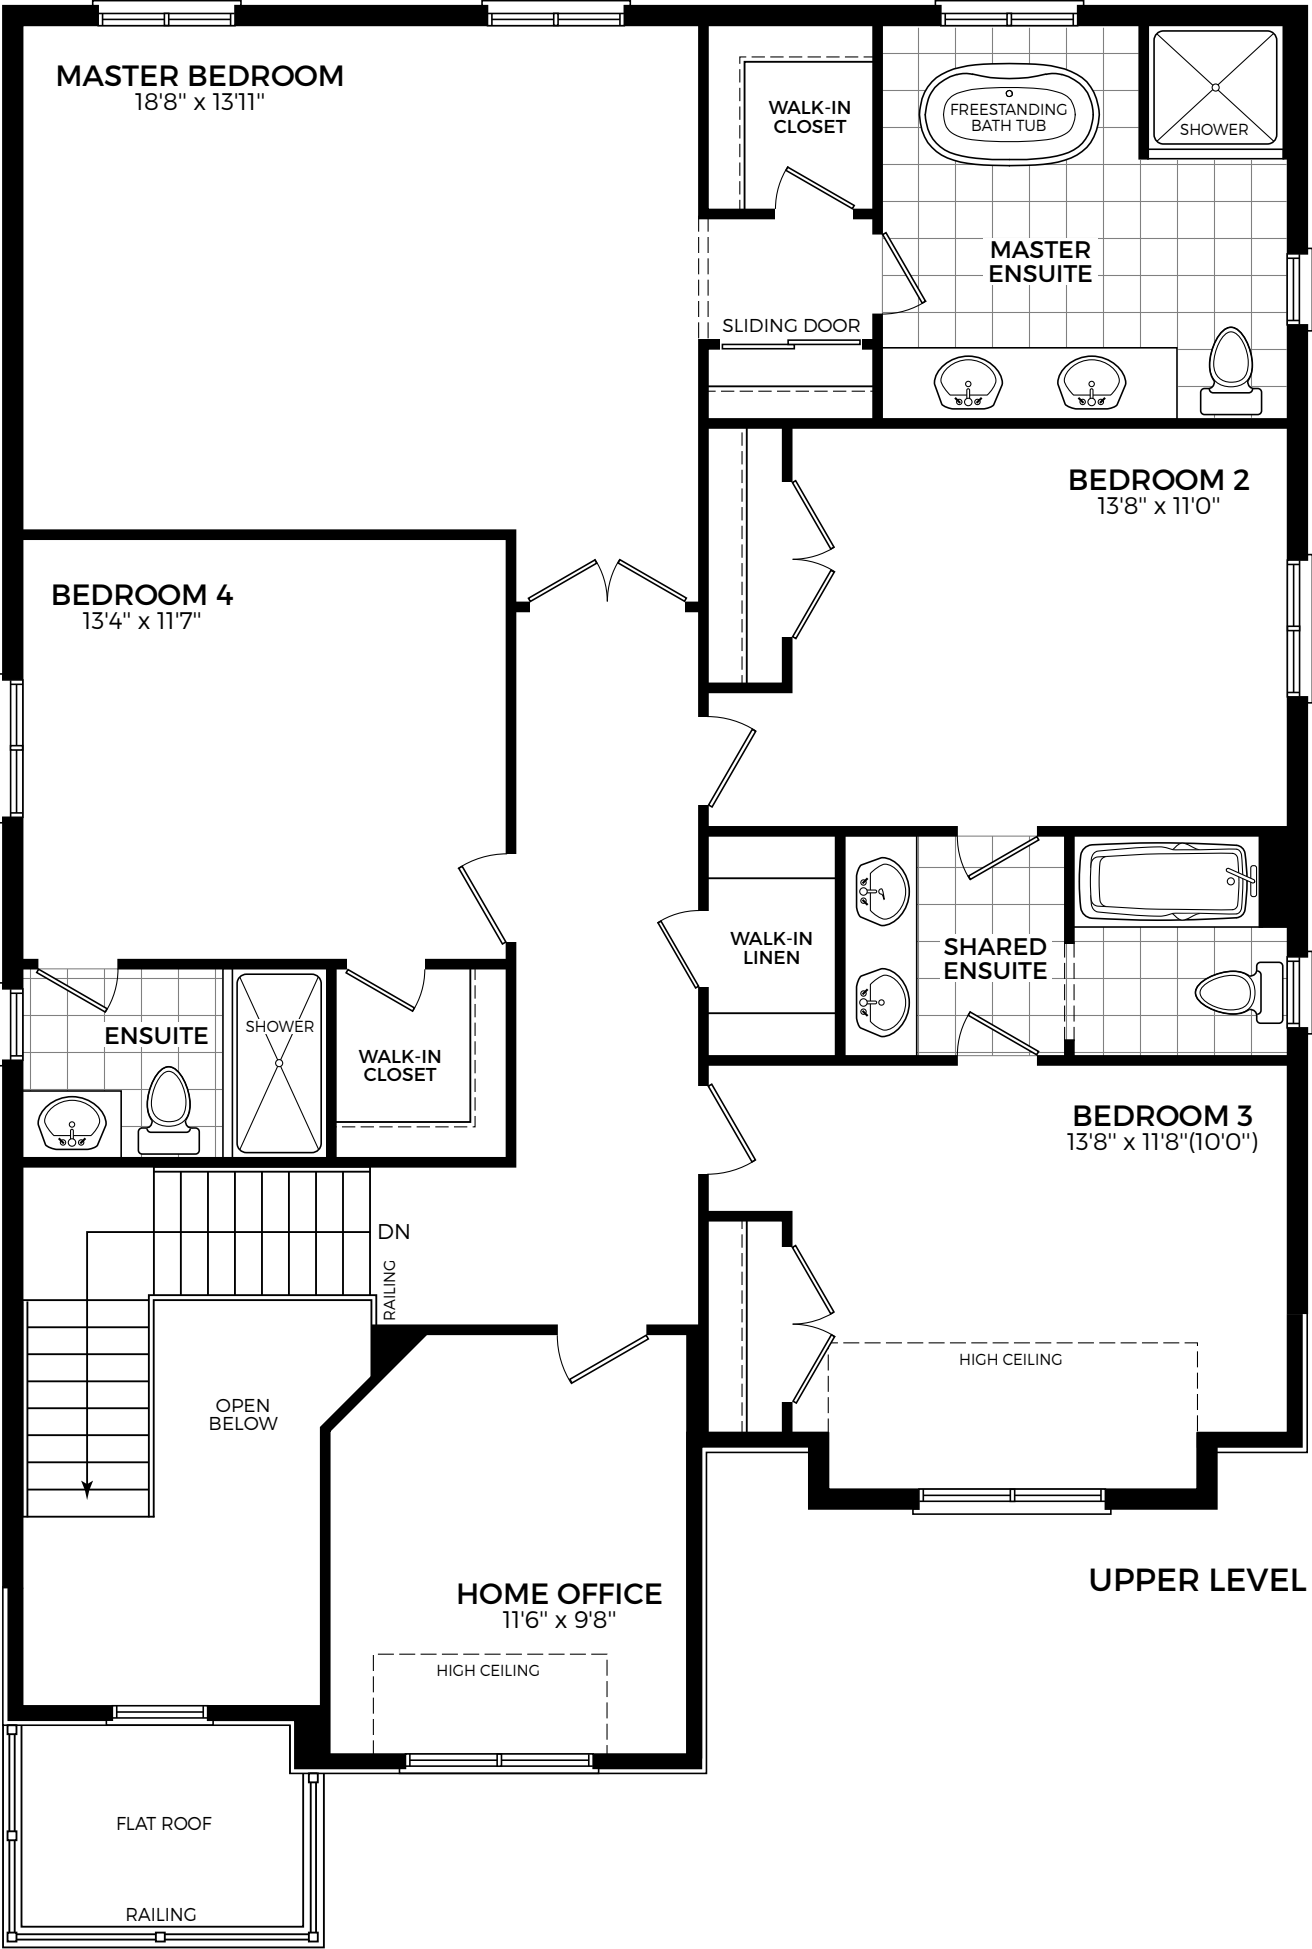 MASTER BEDROOM
18'8" x 13'11"
WALK-IN
CLOSET
FREESTANDING
BATH TUB
SHOWER
MASTER
ENSUITE
SLIDING DOOR
BEDROOM 2
13'8" x 11'0"
BEDROOM 4
13'4" x 11'7"
WALK-IN
LINEN
SHARED
ENSUITE
ENSUITE
SHOWER
WALK-IN
CLOSET
BEDROOM 3
13'8" x 11'8"(10'0")
DN
RAILING
HIGH CEILING
OPEN
BELOW
HOME OFFICE
11'6" x 9'8"
HIGH CEILING
UPPER LEVEL
FLAT ROOF
RAILING